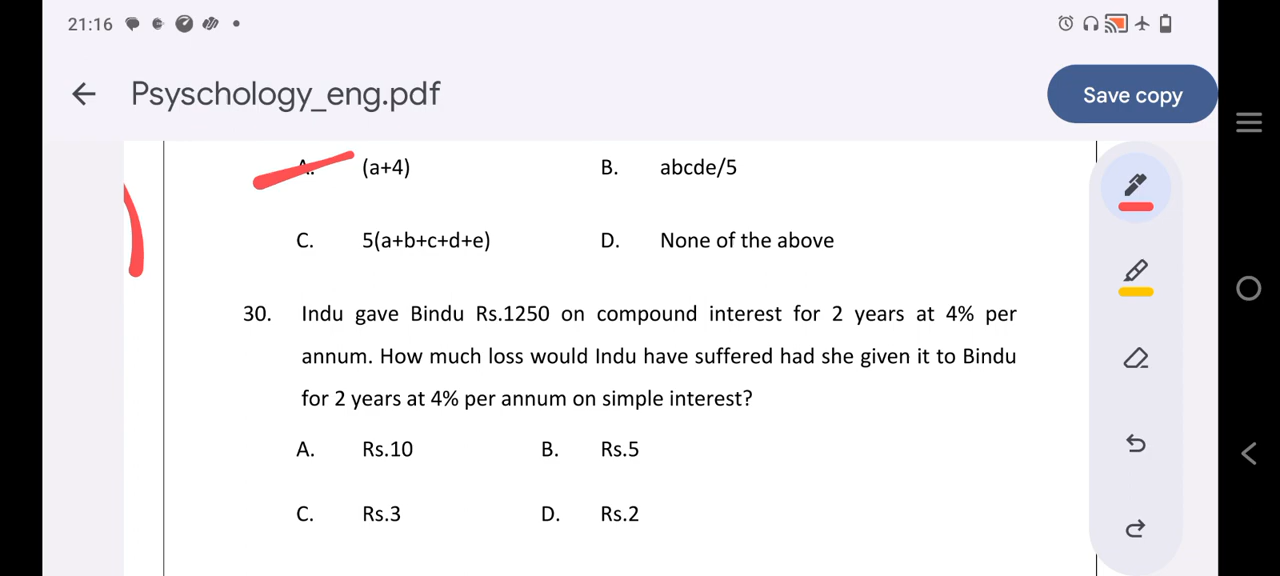 21:16
Psyschology_eng.pdf
Save copy
(a+4) B. abcde/5
C. 5(a+b+c+d+e) D. None of the above
30. Indu gave Bindu Rs.1250 on compound interest for 2 years at 4% per
annum. How much loss would Indu have suffered had she given it to Bindu
for 2 years at 4% per annum on simple interest?
A. Rs.10 B. Rs.5
C. Rs.3 D. Rs.2